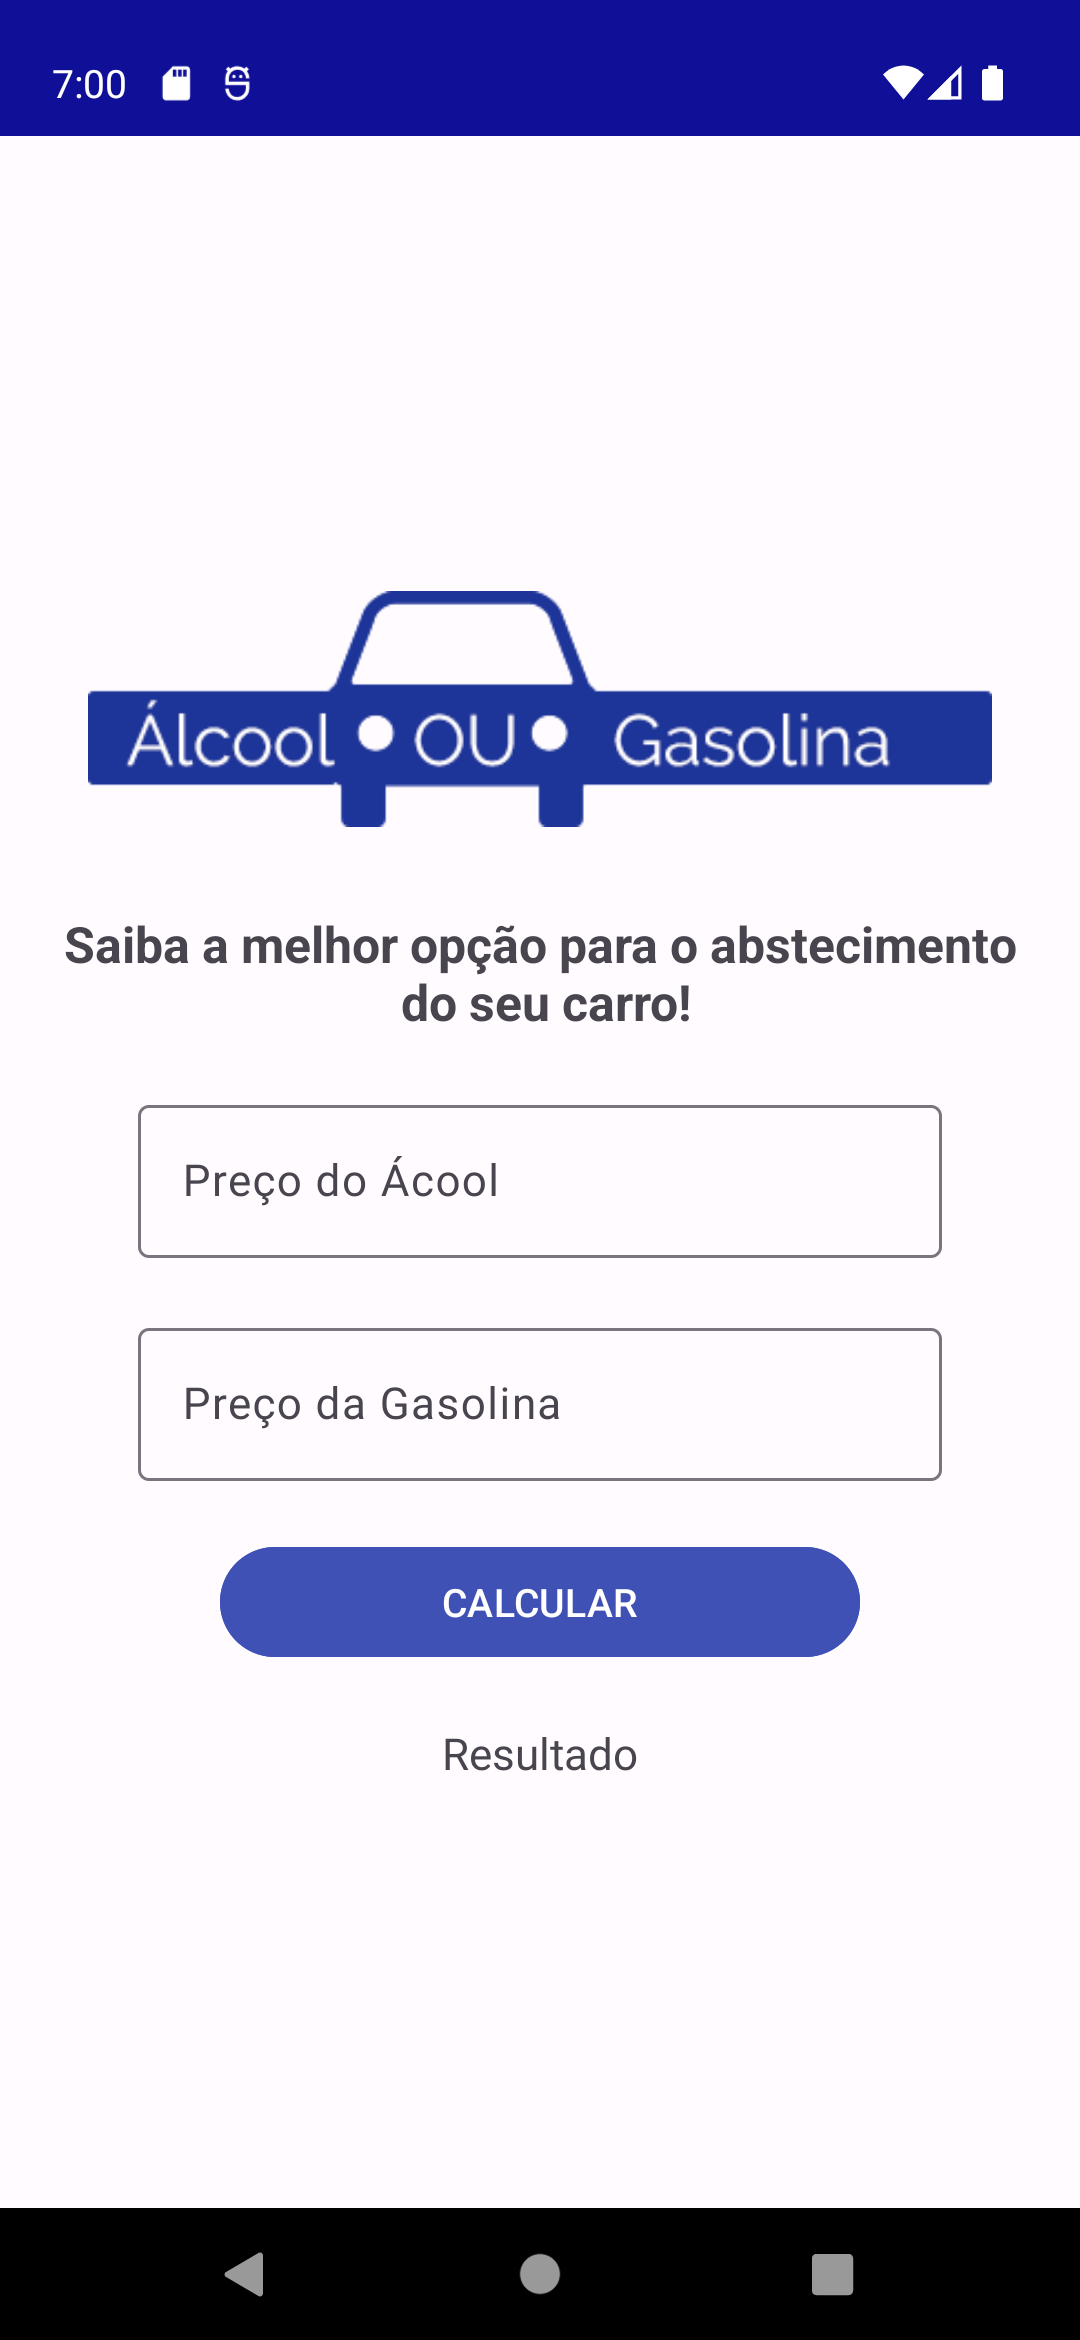 7:00
Álcool OU Gasolina
Saiba a melhor opção para o abstecimento
do seu carro!
Preço do Ácool
Preço da Gasolina
CALCULAR
Resultado